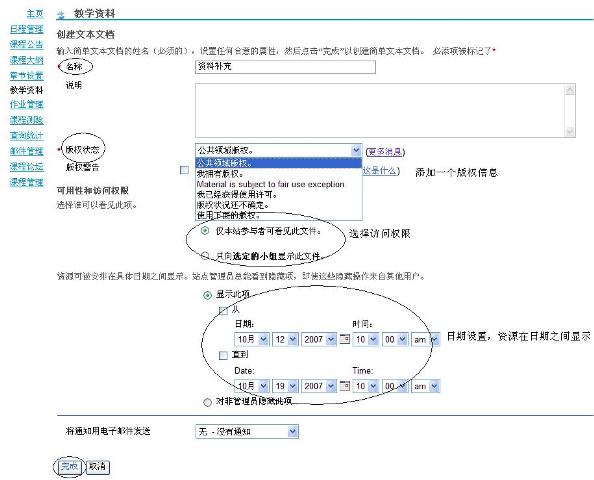 主页
日程管理
课程公告
课程大纲
章节设置
教学资料
作业管理
课程测验
查询统计
邮件管理
课程论坛
课程管理
教学资料
创建文本文档
输入简单文本文档的姓名（必须的），设置任何合意的属性，然后点击“完成”以创建简单文本文档。 必添项被标记了*
* 名称
资料补充
说明
* 版权状态
公共领域版权。
(更多消息)
公共领域版权。
我拥有版权。
Material is subject to fair use exception.
我已经获得使用许可。
版权状况还不确定。
使用下层的版权。
版权警告
这是什么)
添加一个版权信息
可用性和访问权限
选择谁可以看见此项。
仅本站参与者可看见此文件。
选择访问权限
只向选定的小组显示此文件。
资源可被安排在具体日期之间显示。站点管理员总能看到隐藏项，即使这些隐藏操作来自其他用户。
显示此项
从
日期: 时间:
10月 12 2007 10 00 am
日期设置，资源在日期之间显示
直到
Date: Time:
10月 19 2007 10 00 am
对非管理员隐藏此项
将通知用电子邮件发送
无 - 没有通知
完成 取消